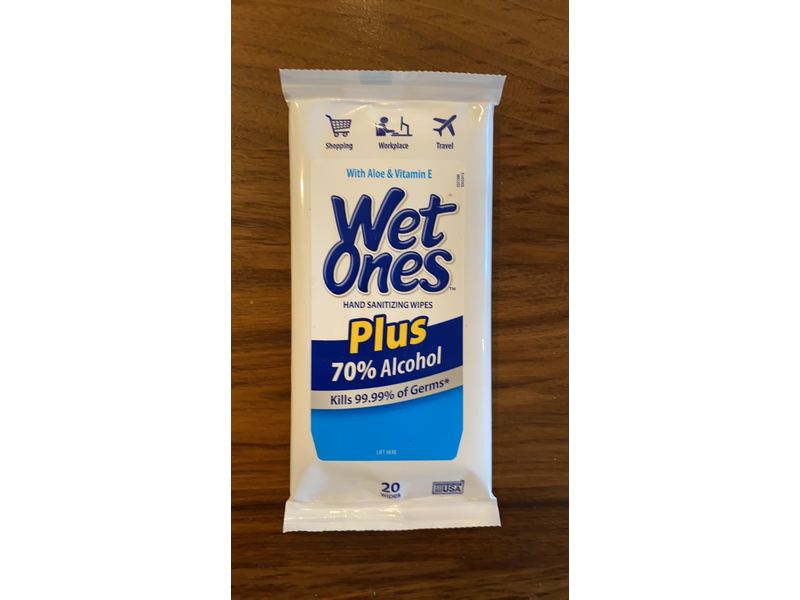 Shopping Workplace Travel
With Aloe & Vitamin E
Wet
Ones™
HAND SANITIZING WIPES
Plus
70% Alcohol
Kills 99.99% of Germs*
LIFT HERE
20
WIPES
USA